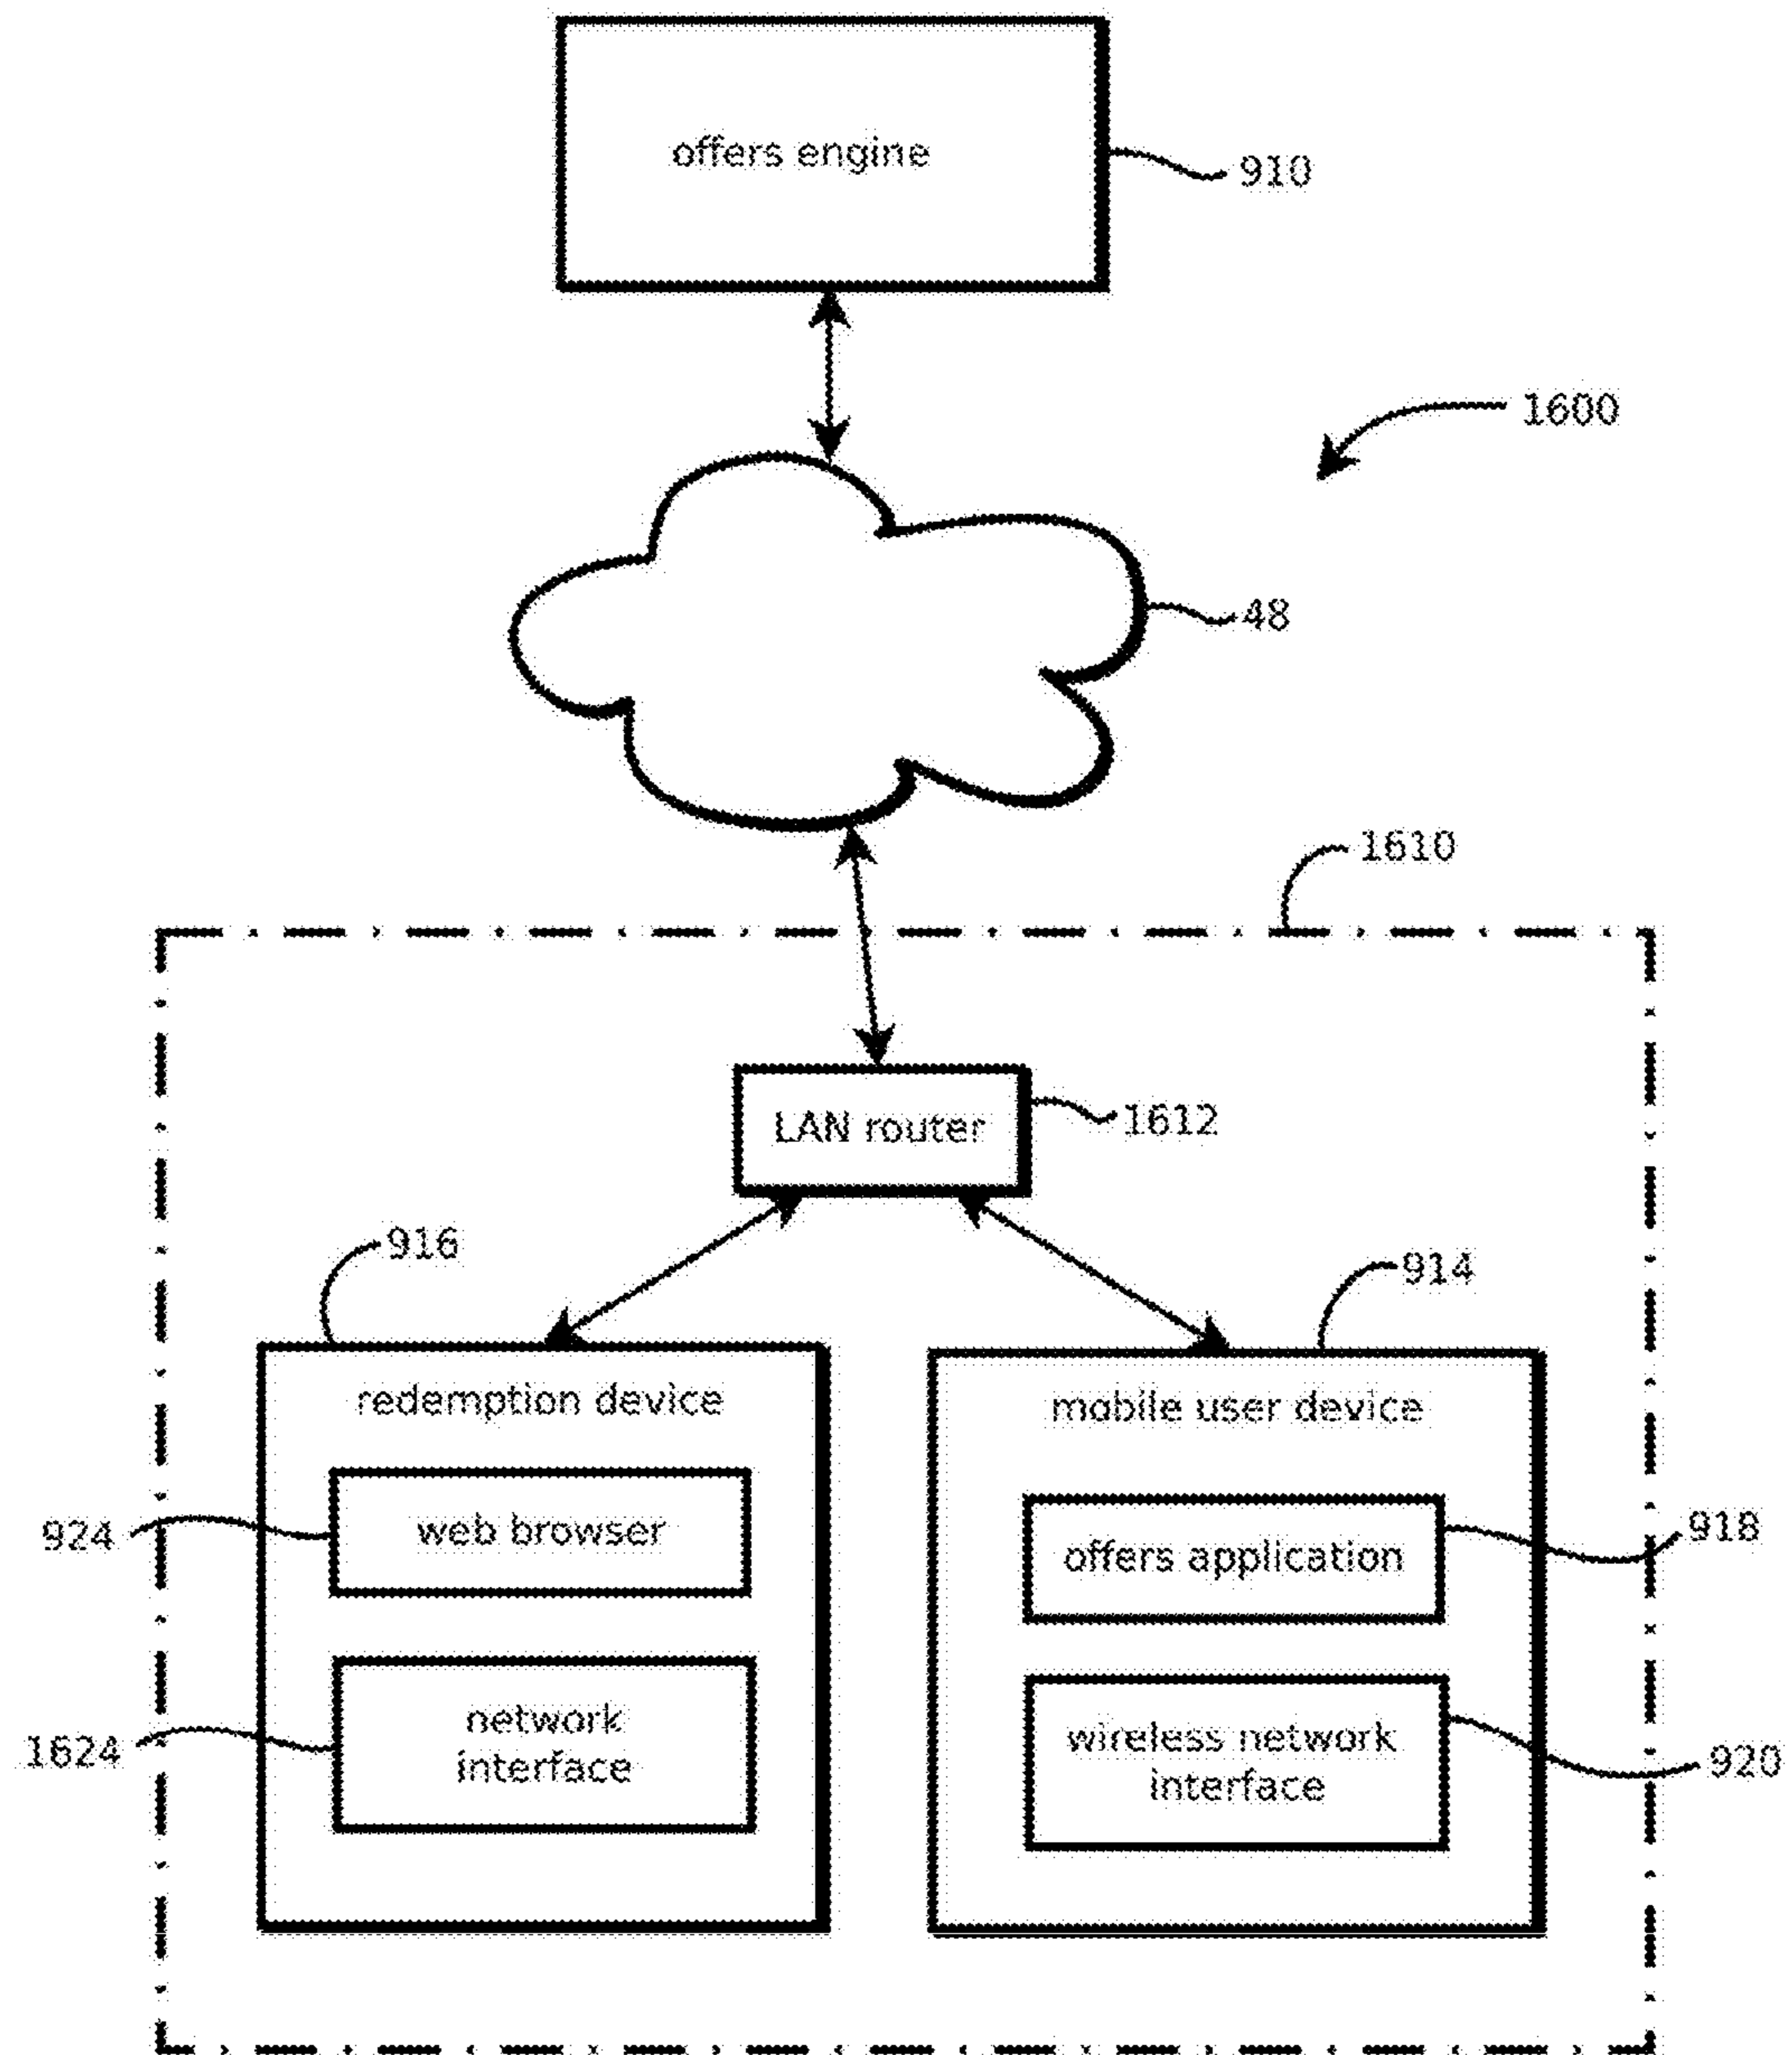 offers engine
910
1600
48
1610
LAN router
1612
916
914
redemption device
mobile user device
924
web browser
offers application
918
1624
network
interface
wireless network
interface
920